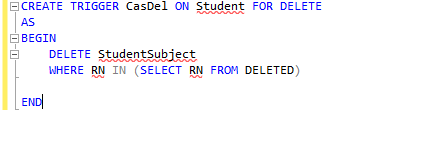 CREATE TRIGGER CasDel ON Student FOR DELETE
AS
BEGIN
DELETE StudentSubject
WHERE RN IN (SELECT RN FROM DELETED)
END